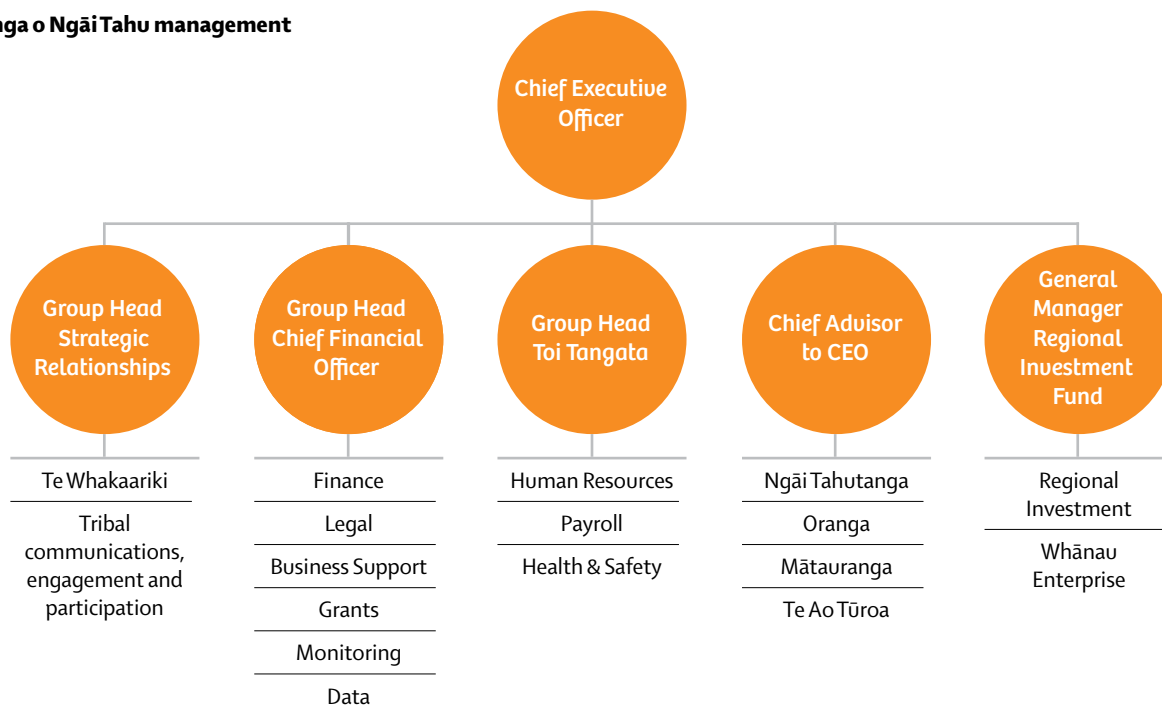 nga o Ngāi Tahu management
Chief Executive
Officer
Group Head
Strategic
Relationships
Group Head
Chief Financial
Officer
Group Head
Toi Tangata
Chief Advisor
to CEO
General
Manager
Regional
Investment
Fund
Te Whakaariki
Tribal
communications,
engagement and
participation
Finance
Legal
Business Support
Grants
Monitoring
Data
Human Resources
Payroll
Health & Safety
Ngāi Tahutanga
Oranga
Mātauranga
Te Ao Tūroa
Regional
Investment
Whānau
Enterprise